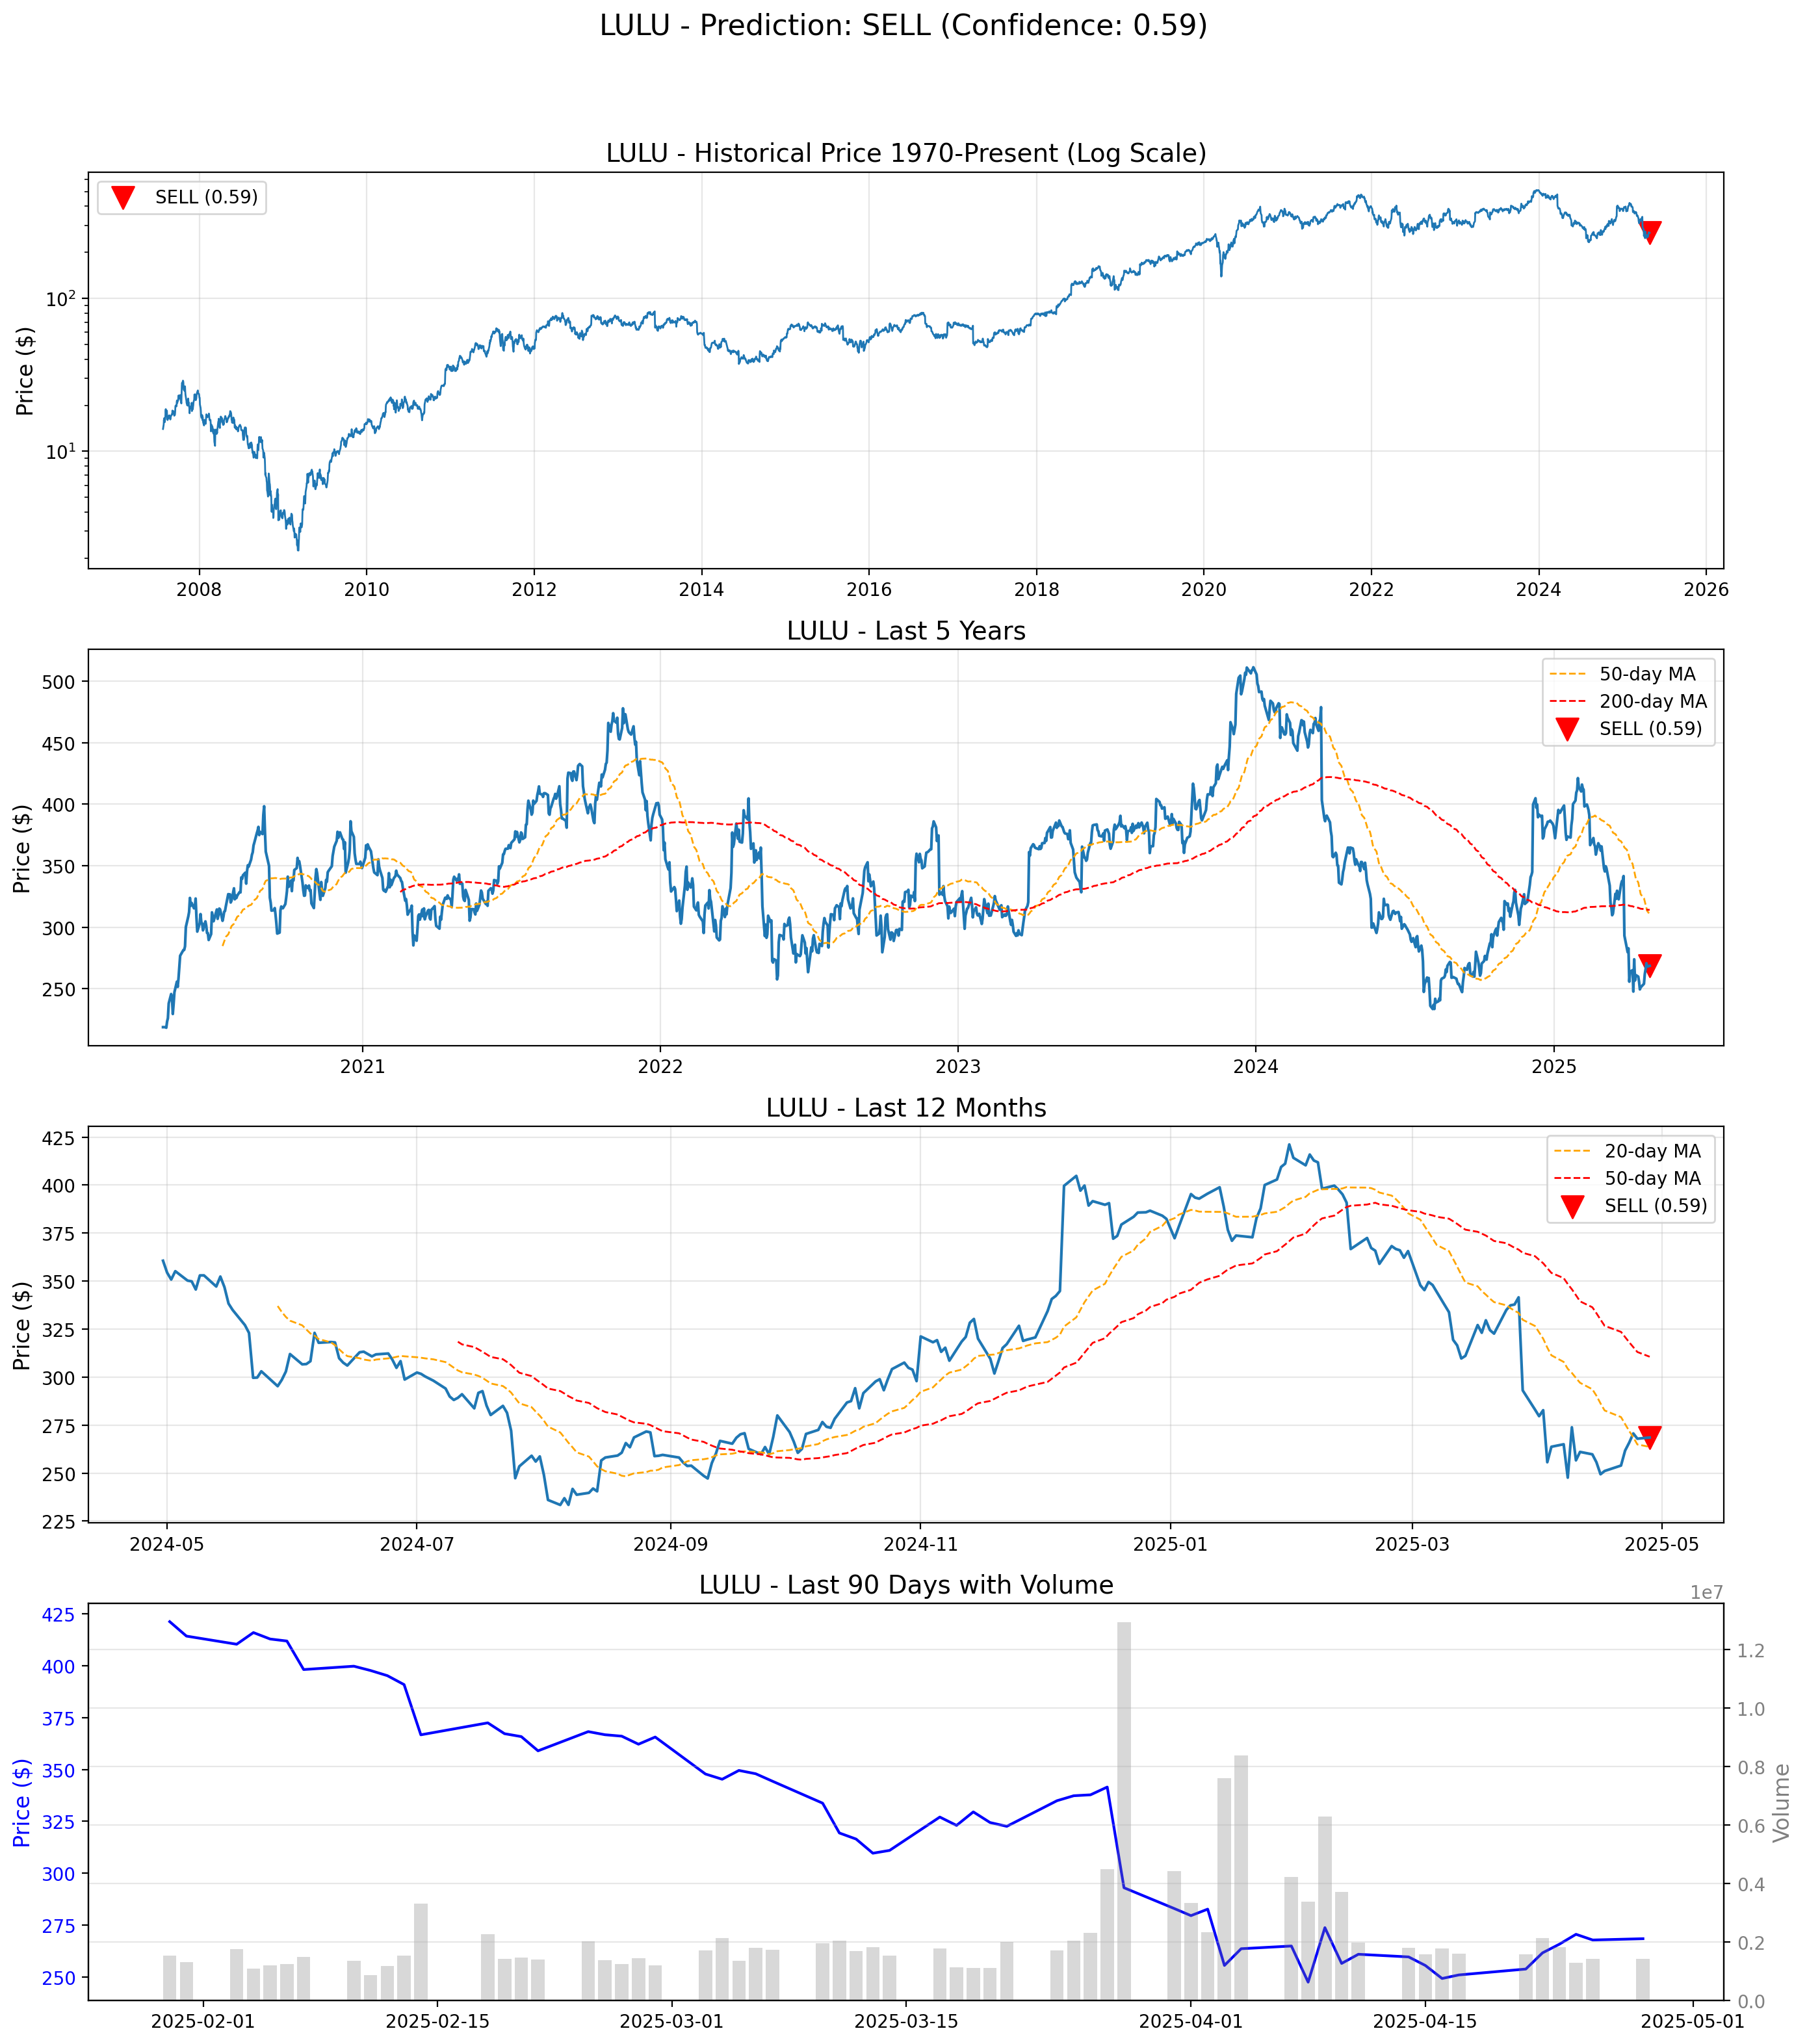 LULU - Prediction: SELL (Confidence: 0.59)
LULU - Historical Price 1970-Present (Log Scale)
SELL (0.59)
Price ($)
10²
10¹
2008 2010 2012 2014 2016 2018 2020 2022 2024 2026
LULU - Last 5 Years
50-day MA
200-day MA
SELL (0.59)
Price ($)
500
450
400
350
300
250
2021 2022 2023 2024 2025
LULU - Last 12 Months
20-day MA
50-day MA
SELL (0.59)
Price ($)
425
400
375
350
325
300
275
250
225
2024-05 2024-07 2024-09 2024-11 2025-01 2025-03 2025-05
LULU - Last 90 Days with Volume
1e7
Price ($)
425
400
375
350
325
300
275
250
1.2
1.0
0.8
0.6
0.4
0.2
0.0
Volume
2025-02-01 2025-02-15 2025-03-01 2025-03-15 2025-04-01 2025-04-15 2025-05-01